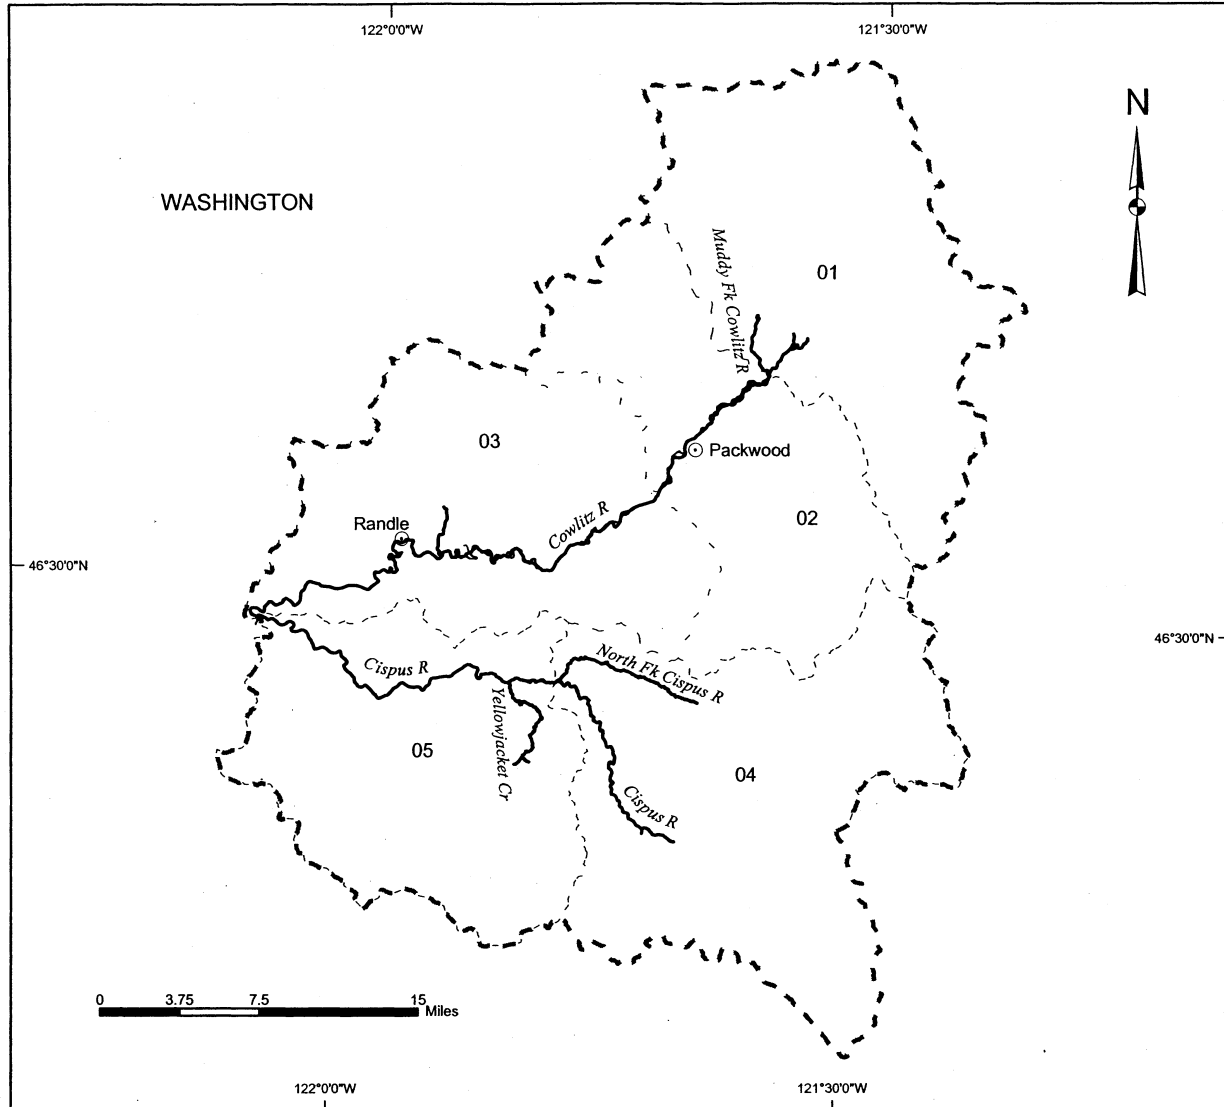 122°0'0"W
121°30'0"W
N
WASHINGTON
Muddy Fk Cowlitz R
01
03
Packwood
Randle
Cowlitz R
02
46°30'0"N
46°30'0"N
Cispus R
North Fk Cispus R
Yellowjacket Cr
05
04
Cispus R
0 3.75 7.5 15
Miles
122°0'0"W
121°30'0"W